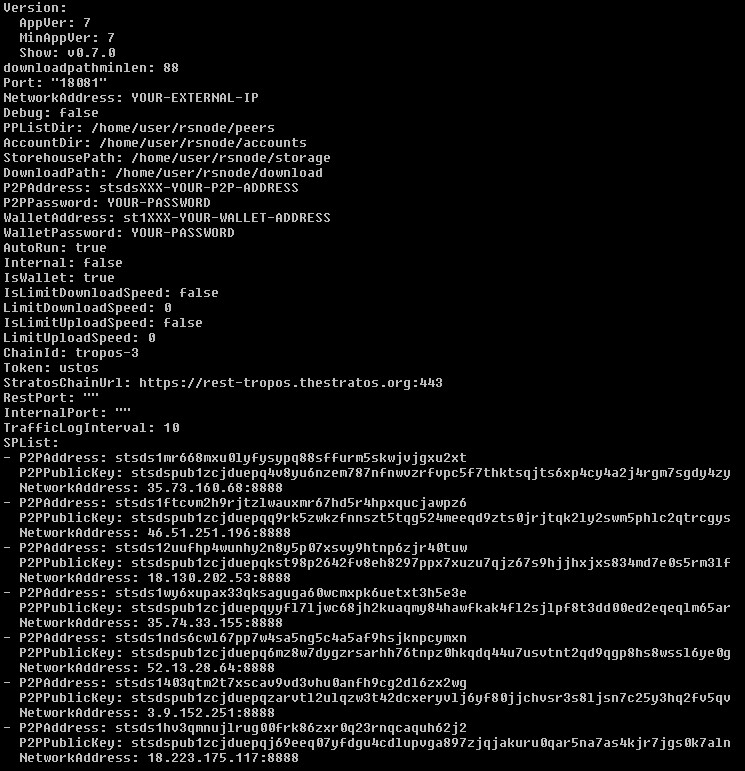 Version:
  AppVer: 7
  MinAppVer: 7
  Show: v0.7.0
downloadpathminlen: 88
Port: "18081"
NetworkAddress: YOUR-EXTERNAL-IP
Debug: false
PPListDir: /home/user/rsnode/peers
AccountDir: /home/user/rsnode/accounts
StorehousePath: /home/user/rsnode/storage
DownloadPath: /home/user/rsnode/download
P2PAddress: stsdsXXX-YOUR-P2P-ADDRESS
P2PPassword: YOUR-PASSWORD
WalletAddress: st1XXX-YOUR-WALLET-ADDRESS
WalletPassword: YOUR-PASSWORD
AutoRun: true
Internal: false
IsWallet: true
IsLimitDownloadSpeed: false
LimitDownloadSpeed: 0
IsLimitUploadSpeed: false
LimitUploadSpeed: 0
ChainId: tropos-3
Token: ustos
StratosChainUrl: https://rest-tropos.thestratos.org:443
RestPort: ""
InternalPort: ""
TrafficLogInterval: 10
SPList:
- P2PAddress: stsds1mr668mxu0lyfysypq88sffurm5skwjvjgxu2xt
  P2PPublicKey: stsdspub1zcjduepq4v8yu6nzem787nfnwvzrfvpc5f7thktsqjts6xp4cy4a2j4rgm7sgdy4zy
  NetworkAddress: 35.73.160.68:8888
- P2PAddress: stsds1ftcvm2h9rjtzlwauxmr67hd5r4hpxqucjawpz6
  P2PPublicKey: stsdspub1zcjduepqq9rk5zwkzfnnszt5tqg524meeqd9zts0jrjtqk2ly2swm5phlc2qtrcgys
  NetworkAddress: 46.51.251.196:8888
- P2PAddress: stsds12uufhp4wunhy2n8y5p07xsvy9htnp6zjr40tuw
  P2PPublicKey: stsdspub1zcjduepqkst98p2642fv8eh8297ppx7xuzu7qjz67s9hjjhxjxs834md7e0s5rm3lf
  NetworkAddress: 18.130.202.53:8888
- P2PAddress: stsds1wy6xupax33qksaguga60wcmxpk6uetxt3h5e3e
  P2PPublicKey: stsdspub1zcjduepqyyfl7ljwc68jh2kuaqmy84hawfkak4fl2sjlpf8t3dd00ed2eqeqlm65ar
  NetworkAddress: 35.74.33.155:8888
- P2PAddress: stsds1nds6cwl67pp7w4sa5ng5c4a5af9hsjknpcymxn
  P2PPublicKey: stsdspub1zcjduepq6mz8w7dygzrsarhh76tnpz0hkqdq44u7usvtnt2qd9qgp8hs8wssl6ye0g
  NetworkAddress: 52.13.28.64:8888
- P2PAddress: stsds1403qtm2t7xscav9vd3vhu0anfh9cg2dl6zx2wg
  P2PPublicKey: stsdspub1zcjduepqzarvtl2ulqzw3t42dcxeryvlj6yf80jjchvsr3s8ljsn7c25y3hq2fv5qv
  NetworkAddress: 3.9.152.251:8888
- P2PAddress: stsds1hv3qmnujlrug00frk86zxr0q23rnqcaquh62j2
  P2PPublicKey: stsdspub1zcjduepqj69eeq07yfdgu4cdlupvga897zjqjakuru0qar5na7as4kjr7jgs0k7aln
  NetworkAddress: 18.223.175.117:8888